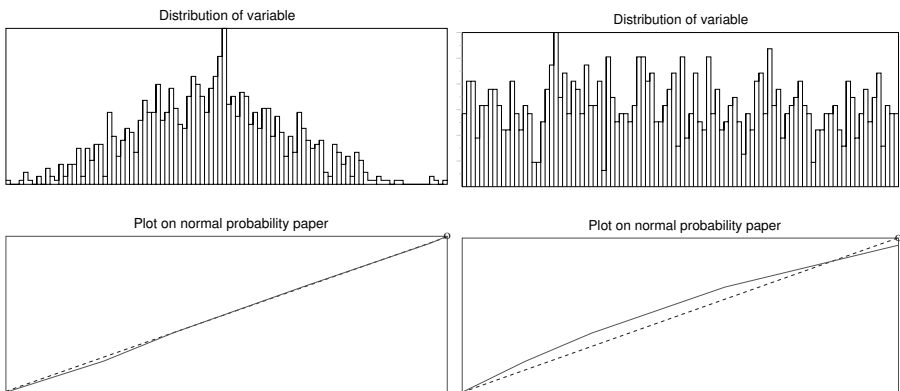 Distribution of variable
Distribution of variable
Plot on normal probability paper
Plot on normal probability paper